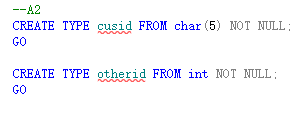 --A2
CREATE TYPE cusid FROM char(5) NOT NULL;
GO
CREATE TYPE otherid FROM int NOT NULL;
GO